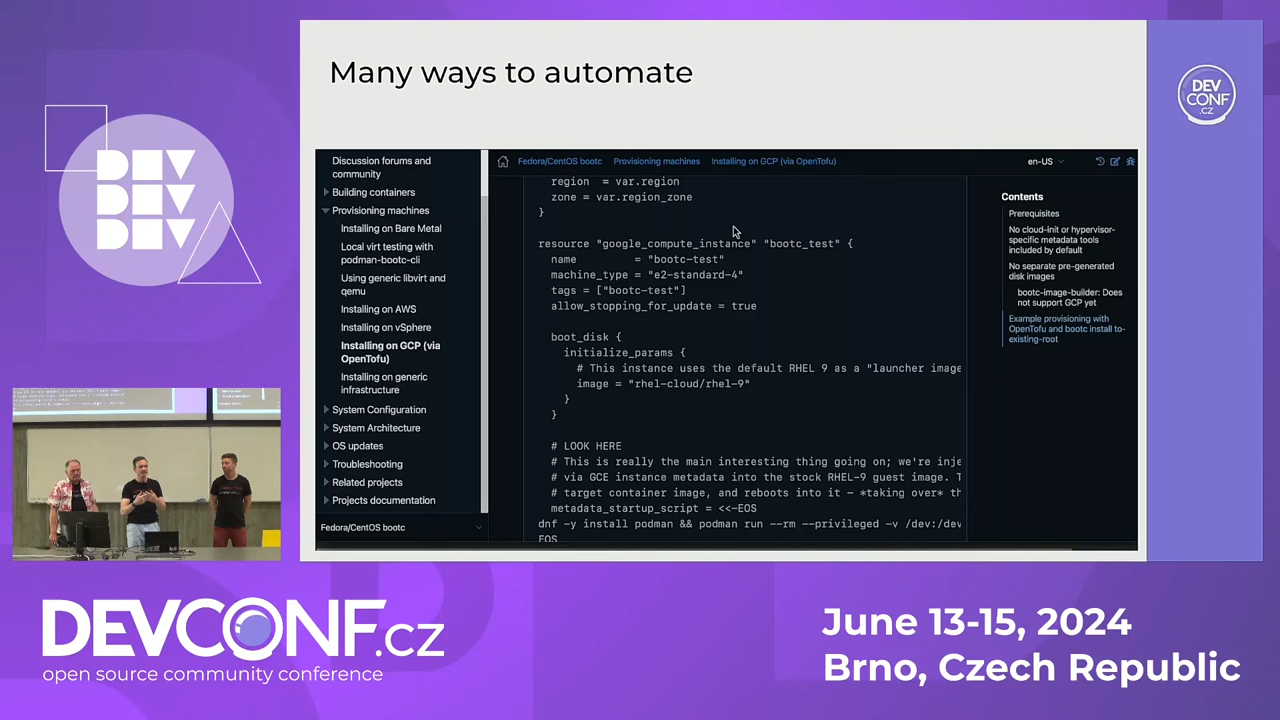 Many ways to automate
DEV
CONF
.CZ
DEV
DEV
DEV
Discussion forums and
community
Building containers
Provisioning machines
Installing on Bare Metal
Local virt testing with
podman-bootc-cli
Using generic libvirt and
qemu
Installing on AWS
Installing on vSphere
Installing on GCP (via
OpenTofu)
Installing on generic
infrastructure
System Configuration
System Architecture
OS updates
Troubleshooting
Related projects
Projects documentation
Fedora/CentOS bootc
Fedora/CentOS bootc Provisioning machines Installing on GCP (via OpenTofu) en-US
region = var.region
zone = var.region_zone
}
resource "google_compute_instance" "bootc_test" {
name = "bootc-test"
machine_type = "e2-standard-4"
tags = ["bootc-test"]
allow_stopping_for_update = true
boot_disk {
initialize_params {
# This instance uses the default RHEL 9 as a "launcher image
image = "rhel-cloud/rhel-9"
}
}
# LOOK HERE
# This is really the main interesting thing going on; we're inje
# via GCE instance metadata into the stock RHEL-9 guest image. T
# target container image, and reboots into it - *taking over* th
metadata_startup_script = <<-EOS
dnf -y install podman && podman run --rm --privileged -v /dev:/dev
EOS
Contents
Prerequisites
No cloud-init or hypervisor-
specific metadata tools
included by default
No separate pre-generated
disk images
bootc-image-builder: Does
not support GCP yet
Example provisioning with
OpenTofu and bootc install to-
existing-root
DEVCONF.cz
open source community conference
June 13-15, 2024
Brno, Czech Republic